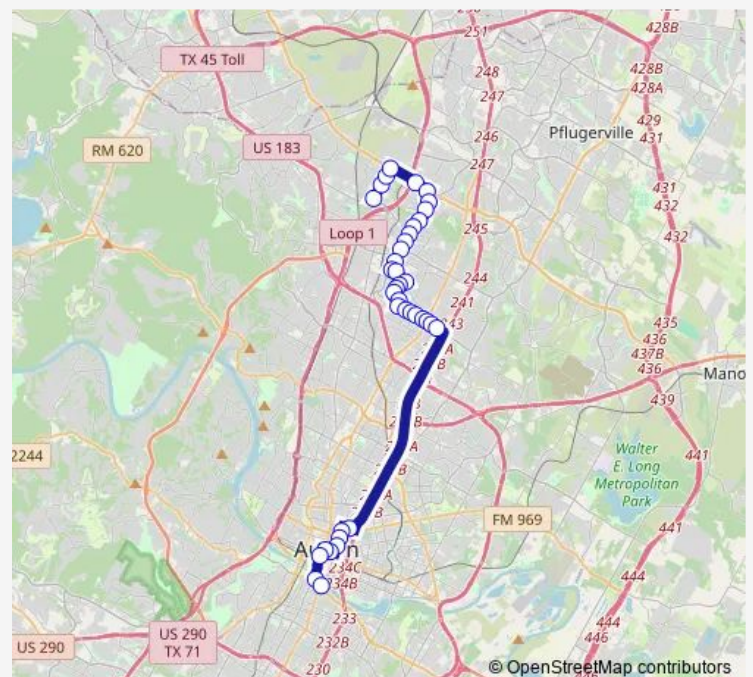 251
250
428B
TX 45 Toll
428B
428A
248
247
429
431
246
Pflugerville
US 183
RM 620
247
431
432
Loop 1
245
432
244
241
243
435
436
437B
436
Mano
439
2244
441
Walter
E. Long
Metropolitan
Park
FM 969
441
234C
234B
444
233
444
446
US 290
TX 71
US 290
232B
230
© OpenStreetMap contributors